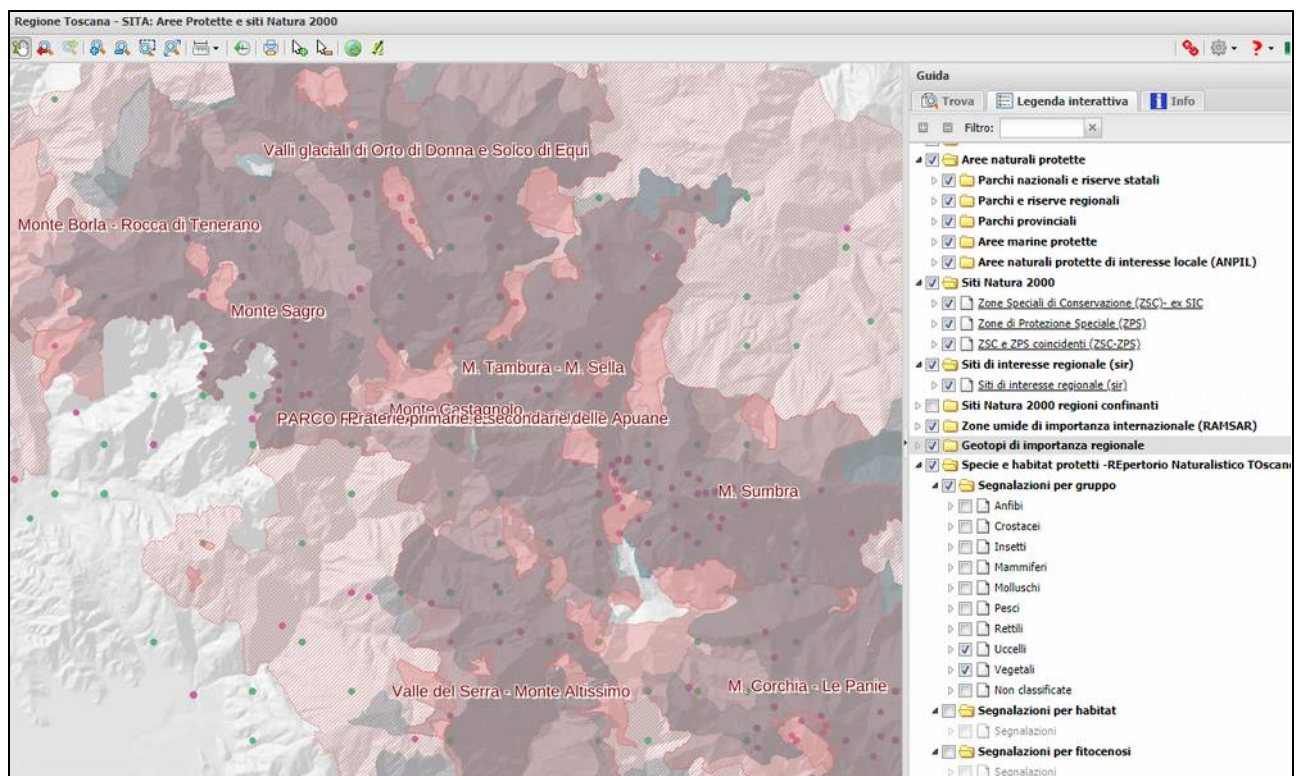 Regione Toscana - SITA: Aree Protette e siti Natura 2000
Valli glaciali di Orto di Donna e Solco di Equi
Monte Borla - Rocca di Tenerano
Monte Sagro
M. Tambura - M. Sella
Monte Castagnolo
Praterie primarie e secondarie delle Apuane
M. Sumbra
Valle del Serra - Monte Altissimo
M. Corchia - Le Panie
Guida
Trova
Legenda interattiva
Info
Filtro:
Aree naturali protette
Parchi nazionali e riserve statali
Parchi e riserve regionali
Parchi provinciali
Aree marine protette
Aree naturali protette di interesse locale (ANPIL)
Siti Natura 2000
Zone Speciali di Conservazione (ZSC)- ex SIC
Zone di Protezione Speciale (ZPS)
ZSC e ZPS coincidenti (ZSC-ZPS)
Siti di interesse regionale (sir)
Siti di interesse regionale (sir)
Siti Natura 2000 regioni confinanti
Zone umide di importanza internazionale (RAMSAR)
Geotopi di importanza regionale
Specie e habitat protetti -REpertorio Naturalistico TOscano
Segnalazioni per gruppo
Anfibi
Crostacei
Insetti
Mammiferi
Molluschi
Pesci
Rettili
Uccelli
Vegetali
Non classificate
Segnalazioni per habitat
Segnalazioni
Segnalazioni per fitocenosi
Segnalazioni